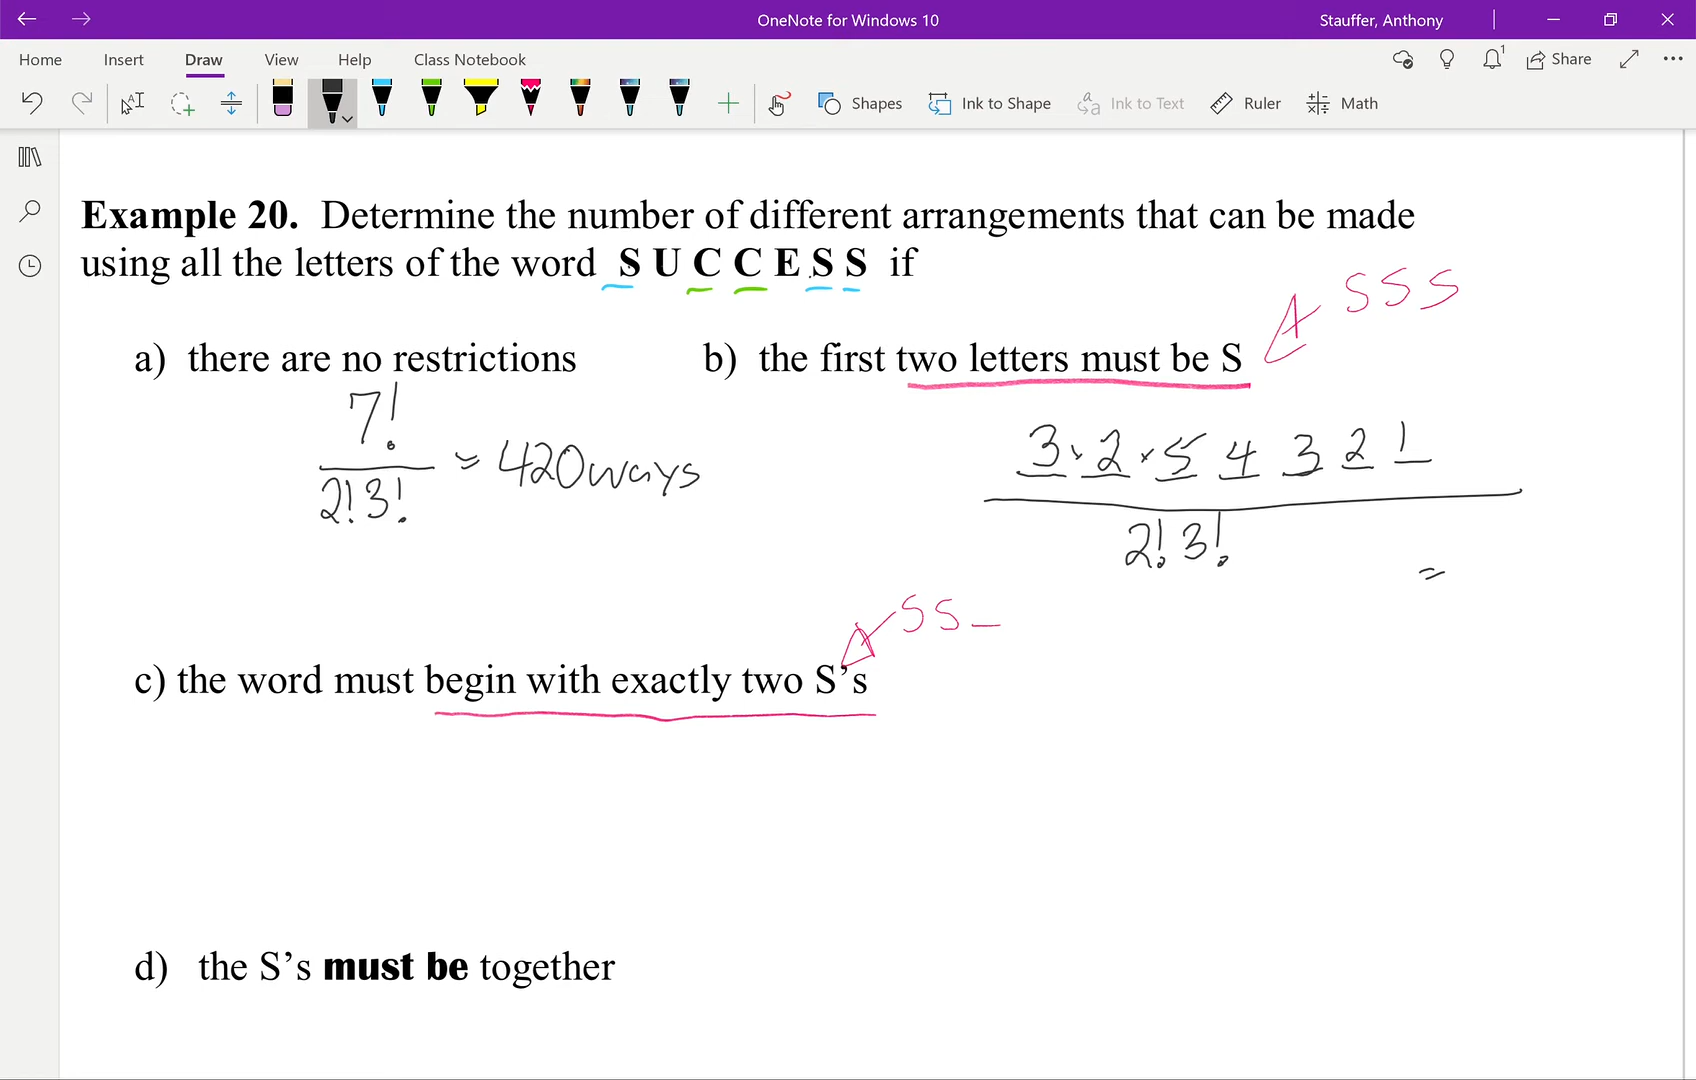 OneNote for Windows 10
Stauffer, Anthony
Home Insert Draw View Help Class Notebook
1 Share
Shapes Ink to Shape Ink to Text Ruler Math
Example 20. Determine the number of different arrangements that can be made
using all the letters of the word S U C C E S S if
S S S
a) there are no restrictions
b) the first two letters must be S
7!
2!3!
= 420 ways
3 × 2 × 5 4 3 2 1
2! 3!
=
S S _
c) the word must begin with exactly two S's
d) the S's must be together